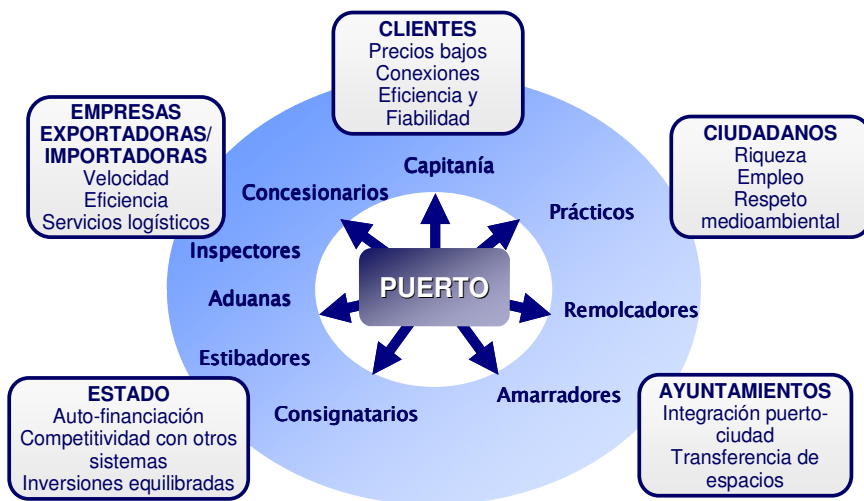 CLIENTES
Precios bajos
Conexiones
Eficiencia y
Fiabilidad
EMPRESAS
EXPORTADORAS/
IMPORTADORAS
Velocidad
Eficiencia
Servicios logísticos
CIUDADANOS
Riqueza
Empleo
Respeto
medioambiental
Capitanía
Concesionarios
Prácticos
Inspectores
PUERTO
Aduanas
Remolcadores
Estibadores
Amarradores
Consignatarios
ESTADO
Auto-financiación
Competitividad con otros
sistemas
Inversiones equilibradas
AYUNTAMIENTOS
Integración puerto-
ciudad
Transferencia de
espacios